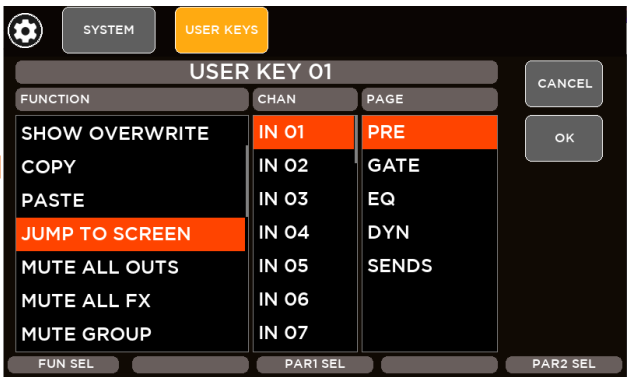 SYSTEM
USER KEYS
USER KEY 01
CANCEL
FUNCTION
CHAN
PAGE
SHOW OVERWRITE
IN 01
PRE
OK
COPY
IN 02
GATE
PASTE
IN 03
EQ
JUMP TO SCREEN
IN 04
DYN
MUTE ALL OUTS
IN 05
SENDS
MUTE ALL FX
IN 06
MUTE GROUP
IN 07
FUN SEL
PAR1 SEL
PAR2 SEL